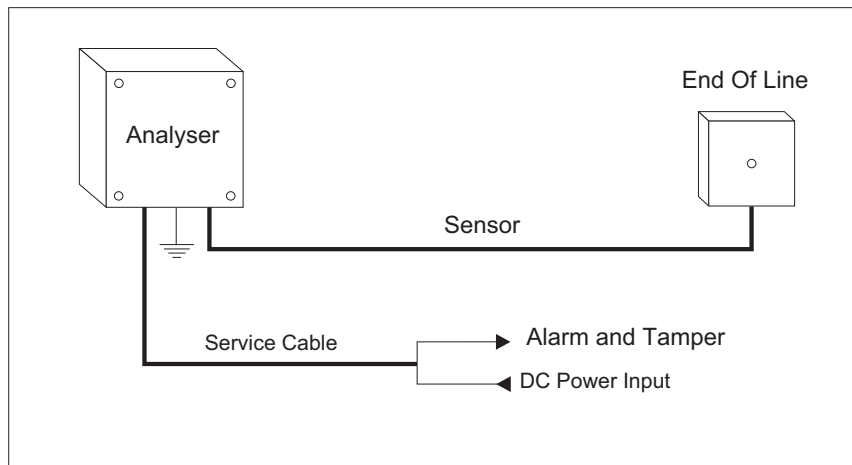 End Of Line
Analyser
Sensor
Service Cable
Alarm and Tamper
DC Power Input